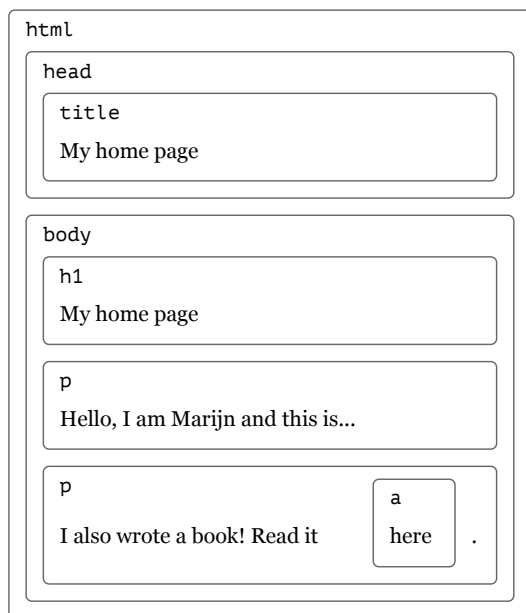 html
head
title
My home page
body
h1
My home page
p
Hello, I am Marijn and this is...
p
a
I also wrote a book! Read it here .